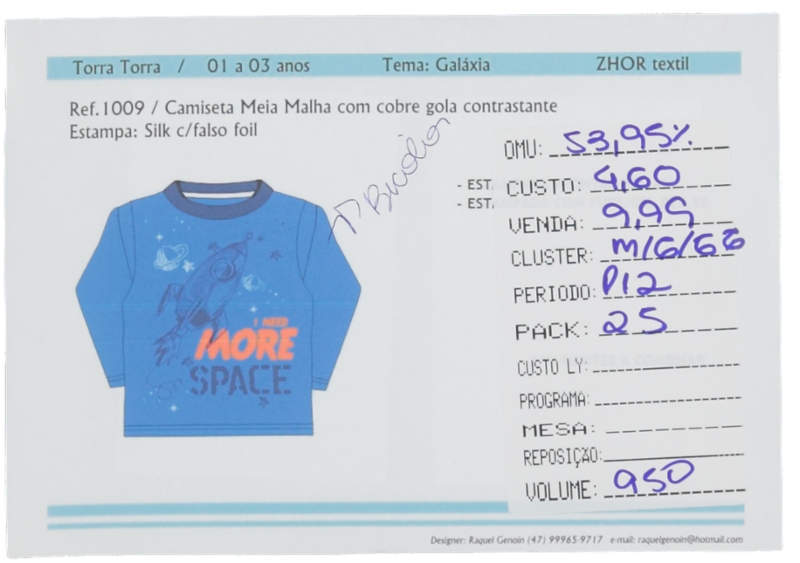 Torra Torra / 01 a 03 anos Tema: Galáxia ZHOR textil
Ref.1009 / Camiseta Meia Malha com cobre gola contrastante
Estampa: Silk c/falso foil
Bicolor
OMU: 53,95%
- EST. CUSTO: 4,60
- EST. VENDA: 9,99
CLUSTER: M/G/GG
PERIODO: P12
PACK: 25
CUSTO LY:
PROGRAMA:
MESA:
REPOSIÇÃO:
VOLUME: 950
I NEED
MORE
SPACE
Designer: Raquel Genoin (47) 99965-9717 e-mail: raquelgenoin@hotmail.com